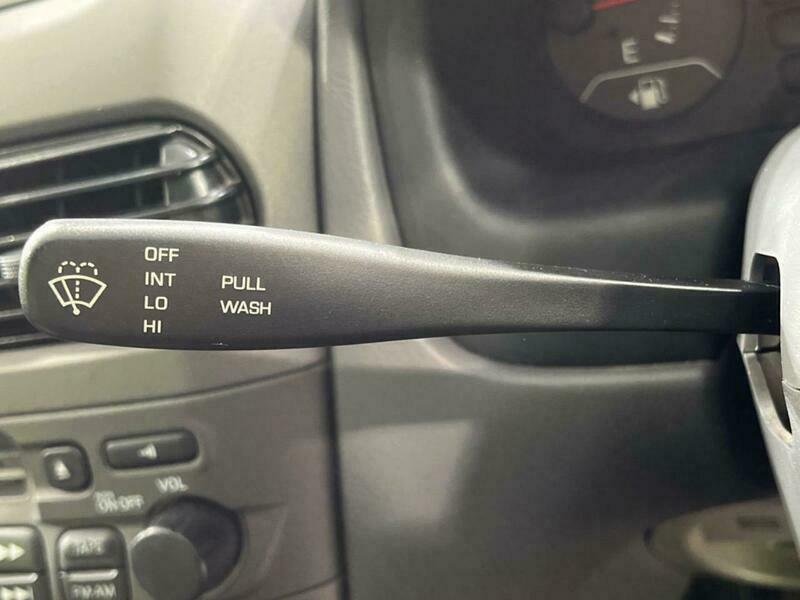 E
OFF
INT
LO
HI
PULL
WASH
VOL
ON·OFF
TAPE
FM·AM